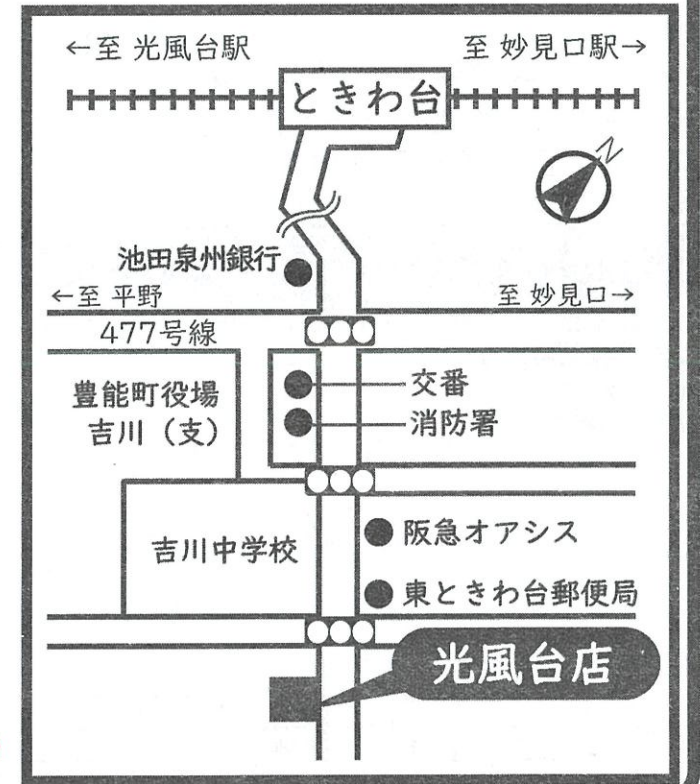 ←至 光風台駅
至 妙見口駅→
ときわ台
N
池田泉州銀行
←至 平野
至 妙見口→
477号線
豊能町役場
吉川（支）
交番
消防署
吉川中学校
阪急オアシス
東ときわ台郵便局
光風台店